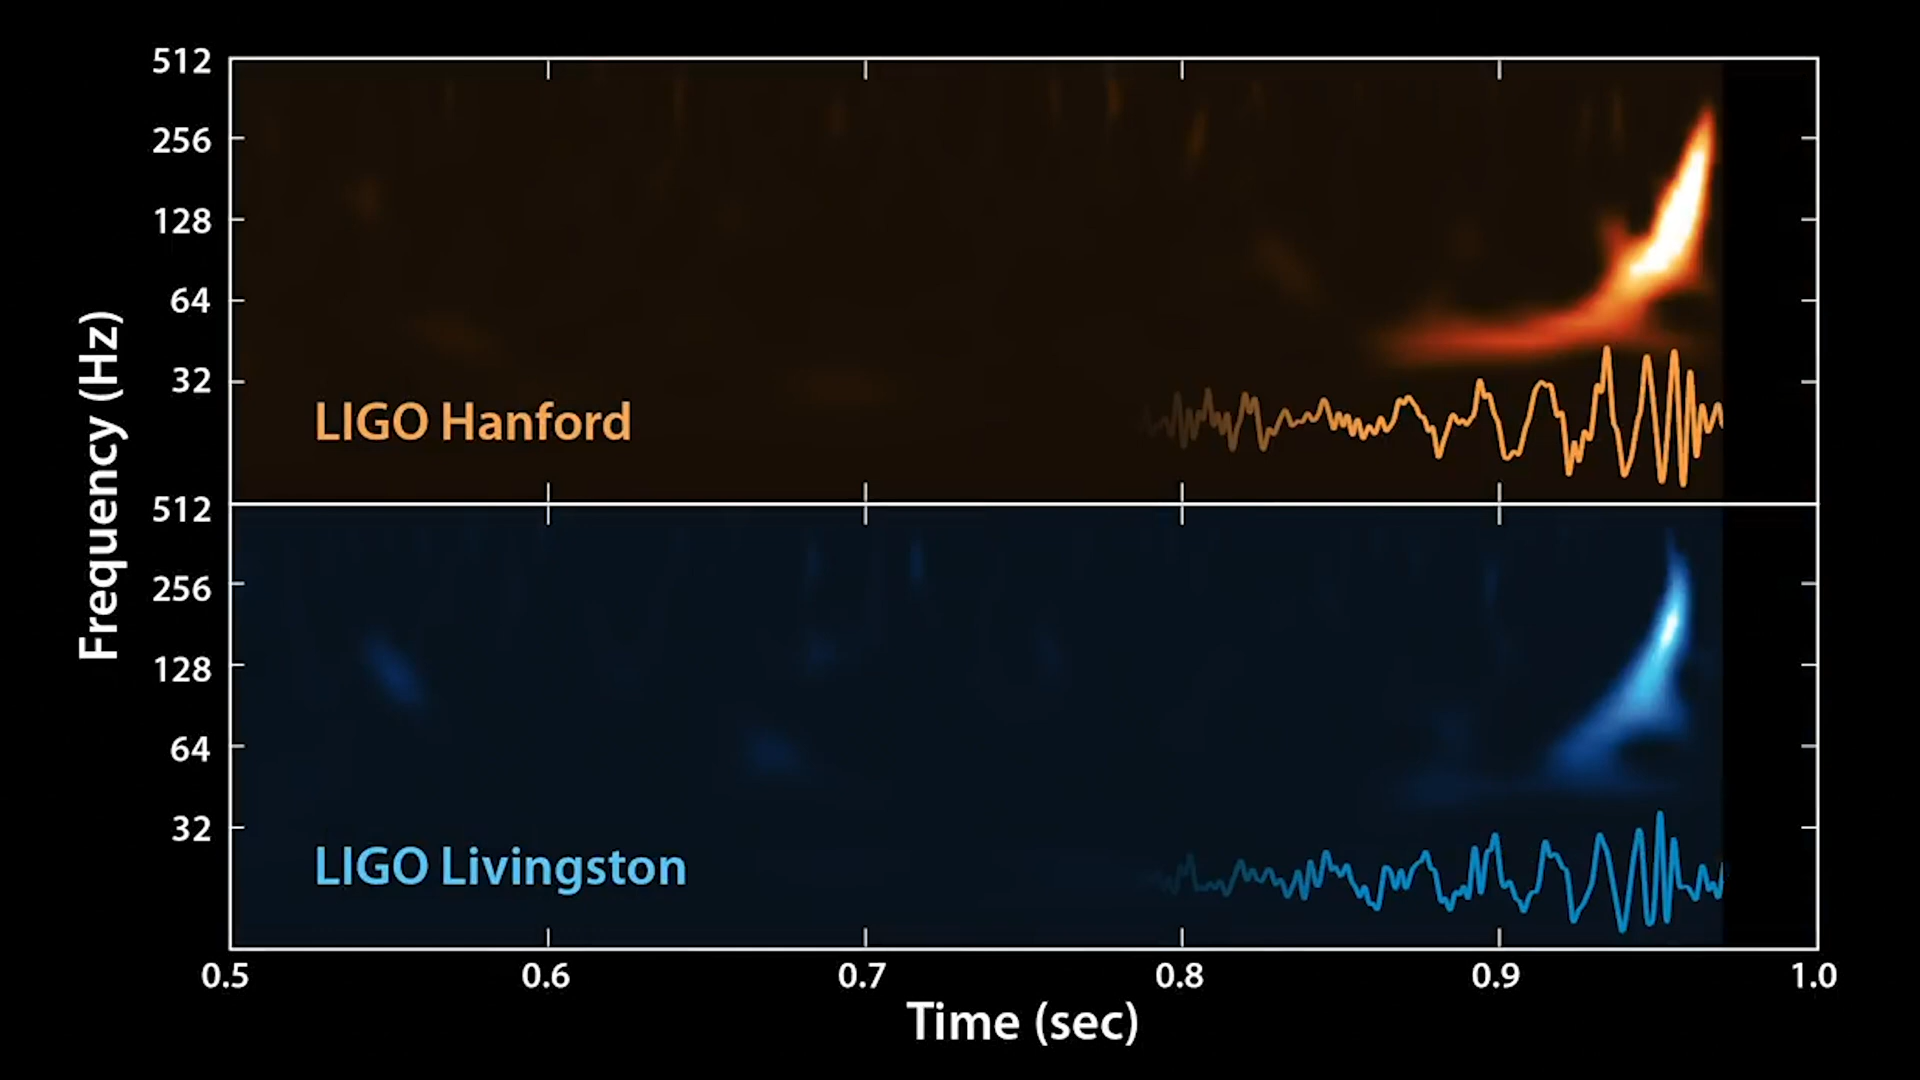 Frequency (Hz)
512
256
128
64
32
LIGO Hanford
512
256
128
64
32
LIGO Livingston
0.5 0.6 0.7 0.8 0.9 1.0
Time (sec)